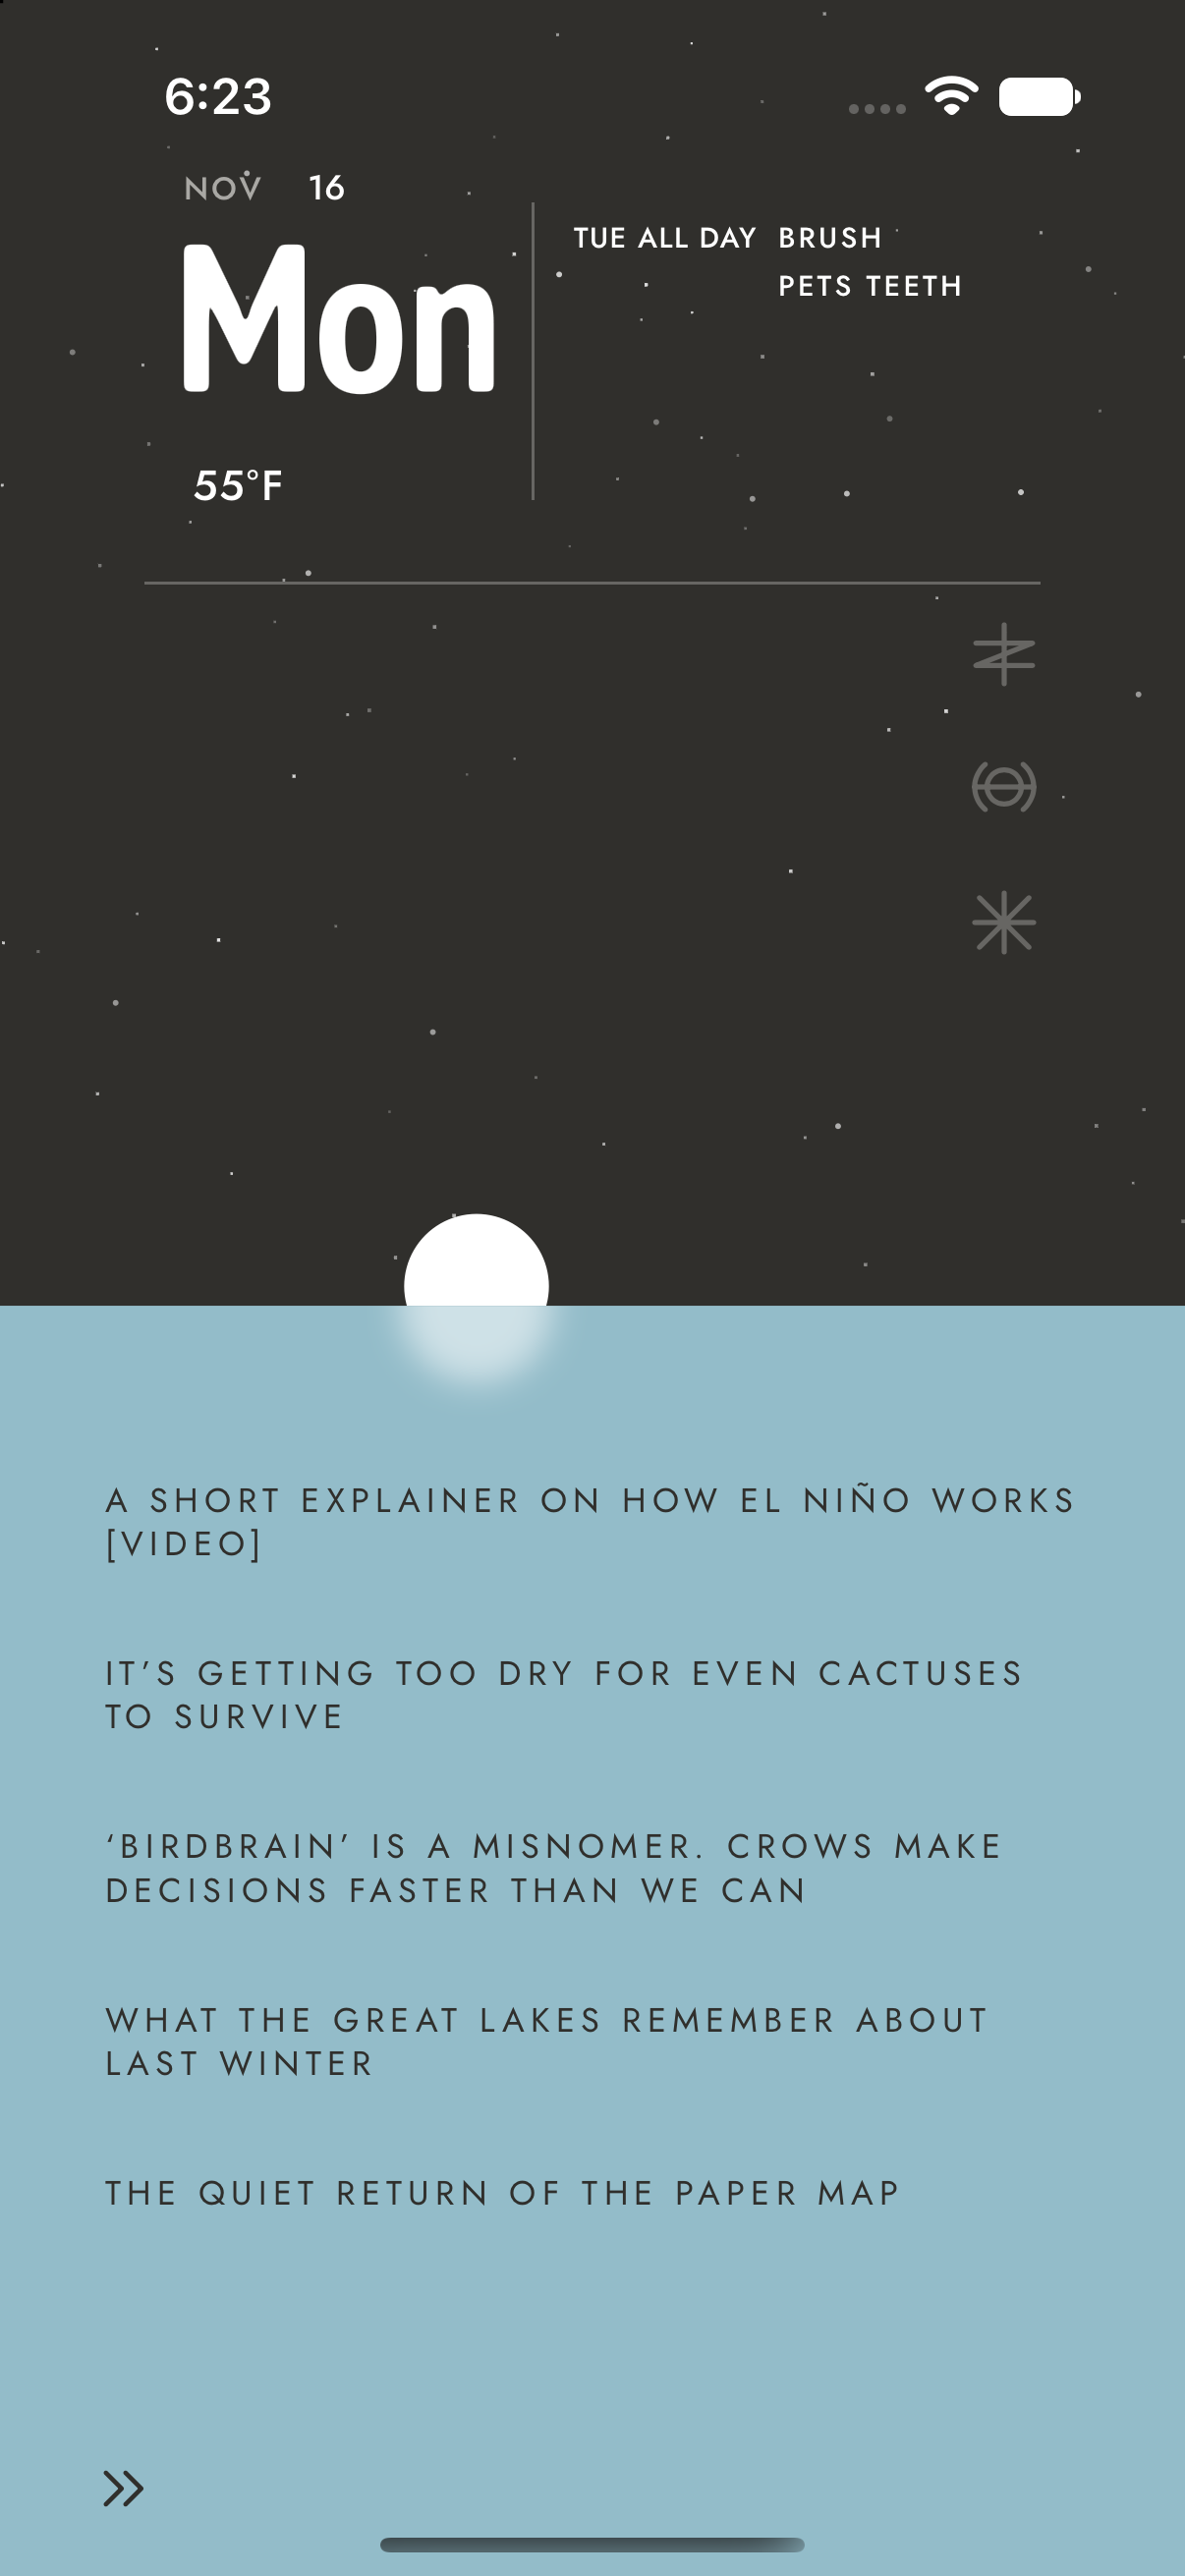 6:23
NOV 16
Mon
55°F
TUE ALL DAY BRUSH
PETS TEETH
A SHORT EXPLAINER ON HOW EL NIÑO WORKS
[VIDEO]
IT’S GETTING TOO DRY FOR EVEN CACTUSES
TO SURVIVE
‘BIRDBRAIN’ IS A MISNOMER. CROWS MAKE
DECISIONS FASTER THAN WE CAN
WHAT THE GREAT LAKES REMEMBER ABOUT
LAST WINTER
THE QUIET RETURN OF THE PAPER MAP